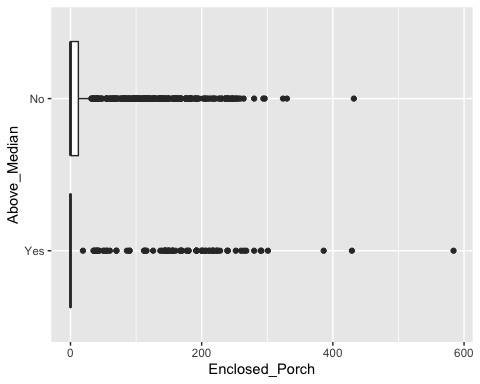 Above_Median
No
Yes
0
200
400
600
Enclosed_Porch